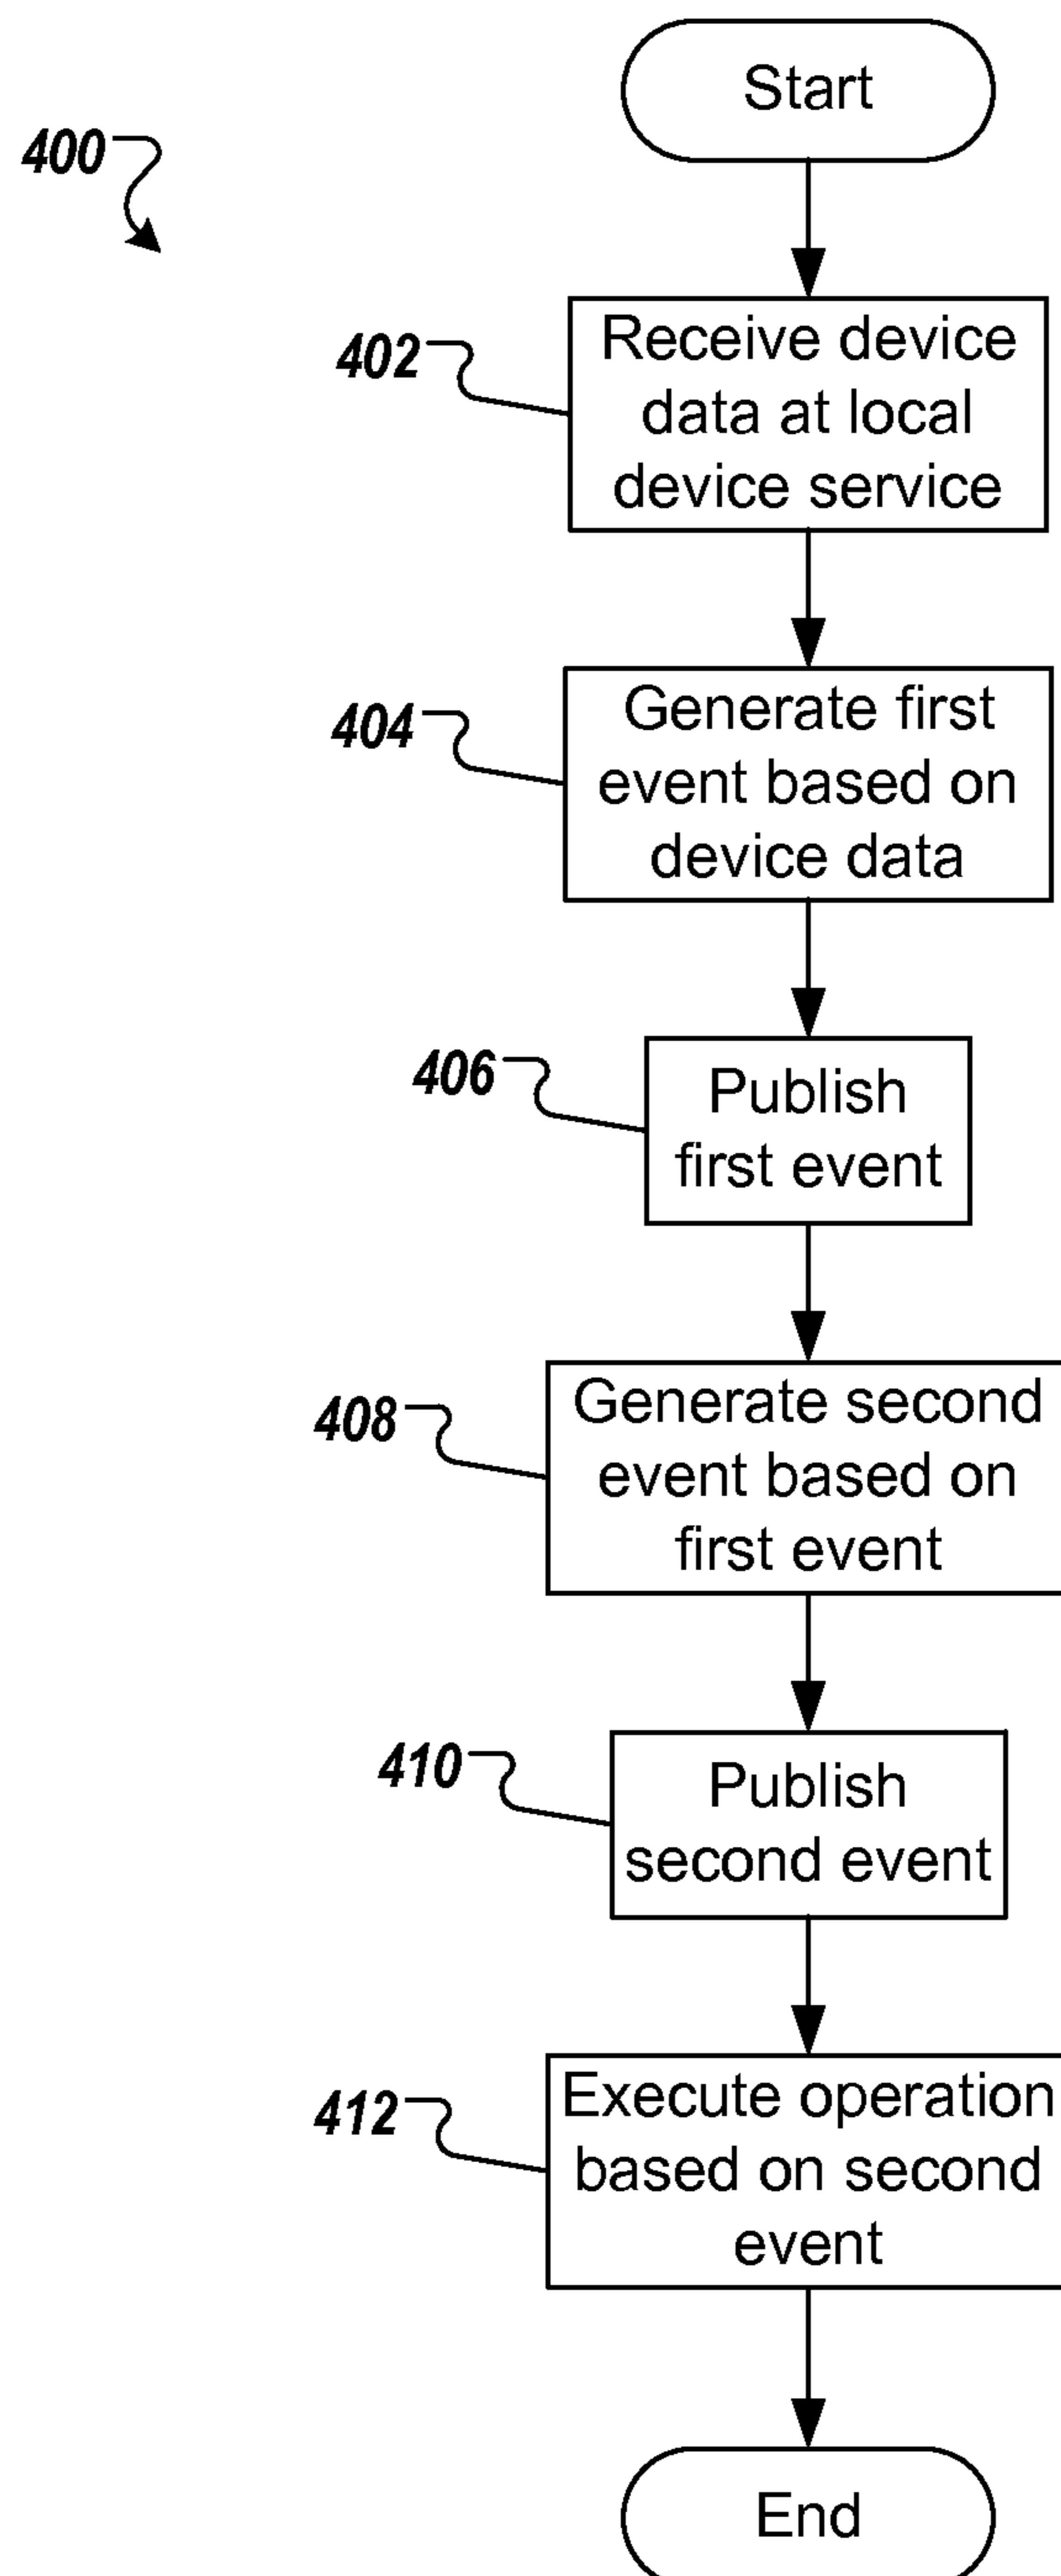 Start
400
402
Receive device
data at local
device service
404
Generate first
event based on
device data
406
Publish
first event
408
Generate second
event based on
first event
410
Publish
second event
412
Execute operation
based on second
event
End